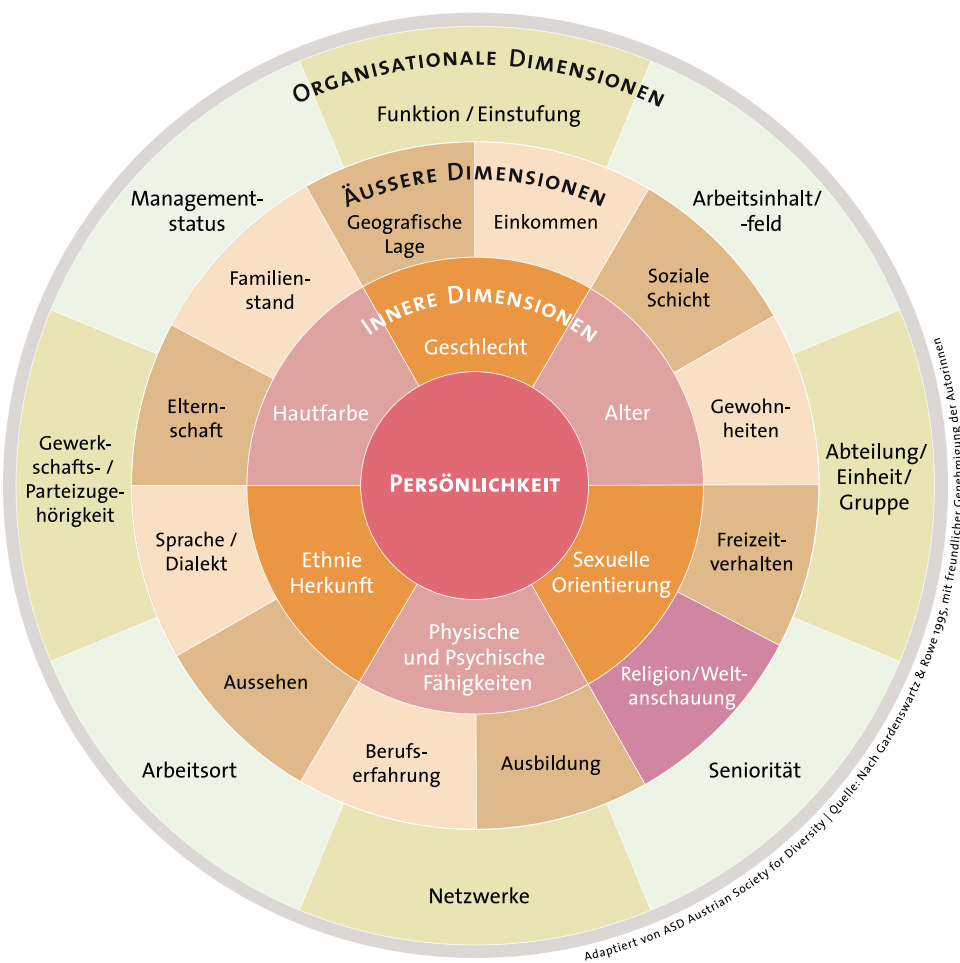 ORGANISATIONALE DIMENSIONEN
Funktion / Einstufung
Arbeitsinhalt/
-feld
Abteilung/
Einheit/
Gruppe
Seniorität
Netzwerke
Arbeitsort
Gewerk-
schafts- /
Parteizuge-
hörigkeit
Management-
status
ÄUSSERE DIMENSIONEN
Geografische
Lage
Einkommen
Soziale
Schicht
Gewohn-
heiten
Freizeit-
verhalten
Religion/Welt-
anschauung
Ausbildung
Berufs-
erfahrung
Aussehen
Sprache /
Dialekt
Eltern-
schaft
Familien-
stand
INNERE DIMENSIONEN
Geschlecht
Alter
Sexuelle
Orientierung
Physische
und Psychische
Fähigkeiten
Ethnie
Herkunft
Hautfarbe
PERSÖNLICHKEIT
Adaptiert von ASD Austrian Society for Diversity | Quelle: Nach Gardenswartz & Rowe 1995, mit freundlicher Genehmigung der Autorinnen